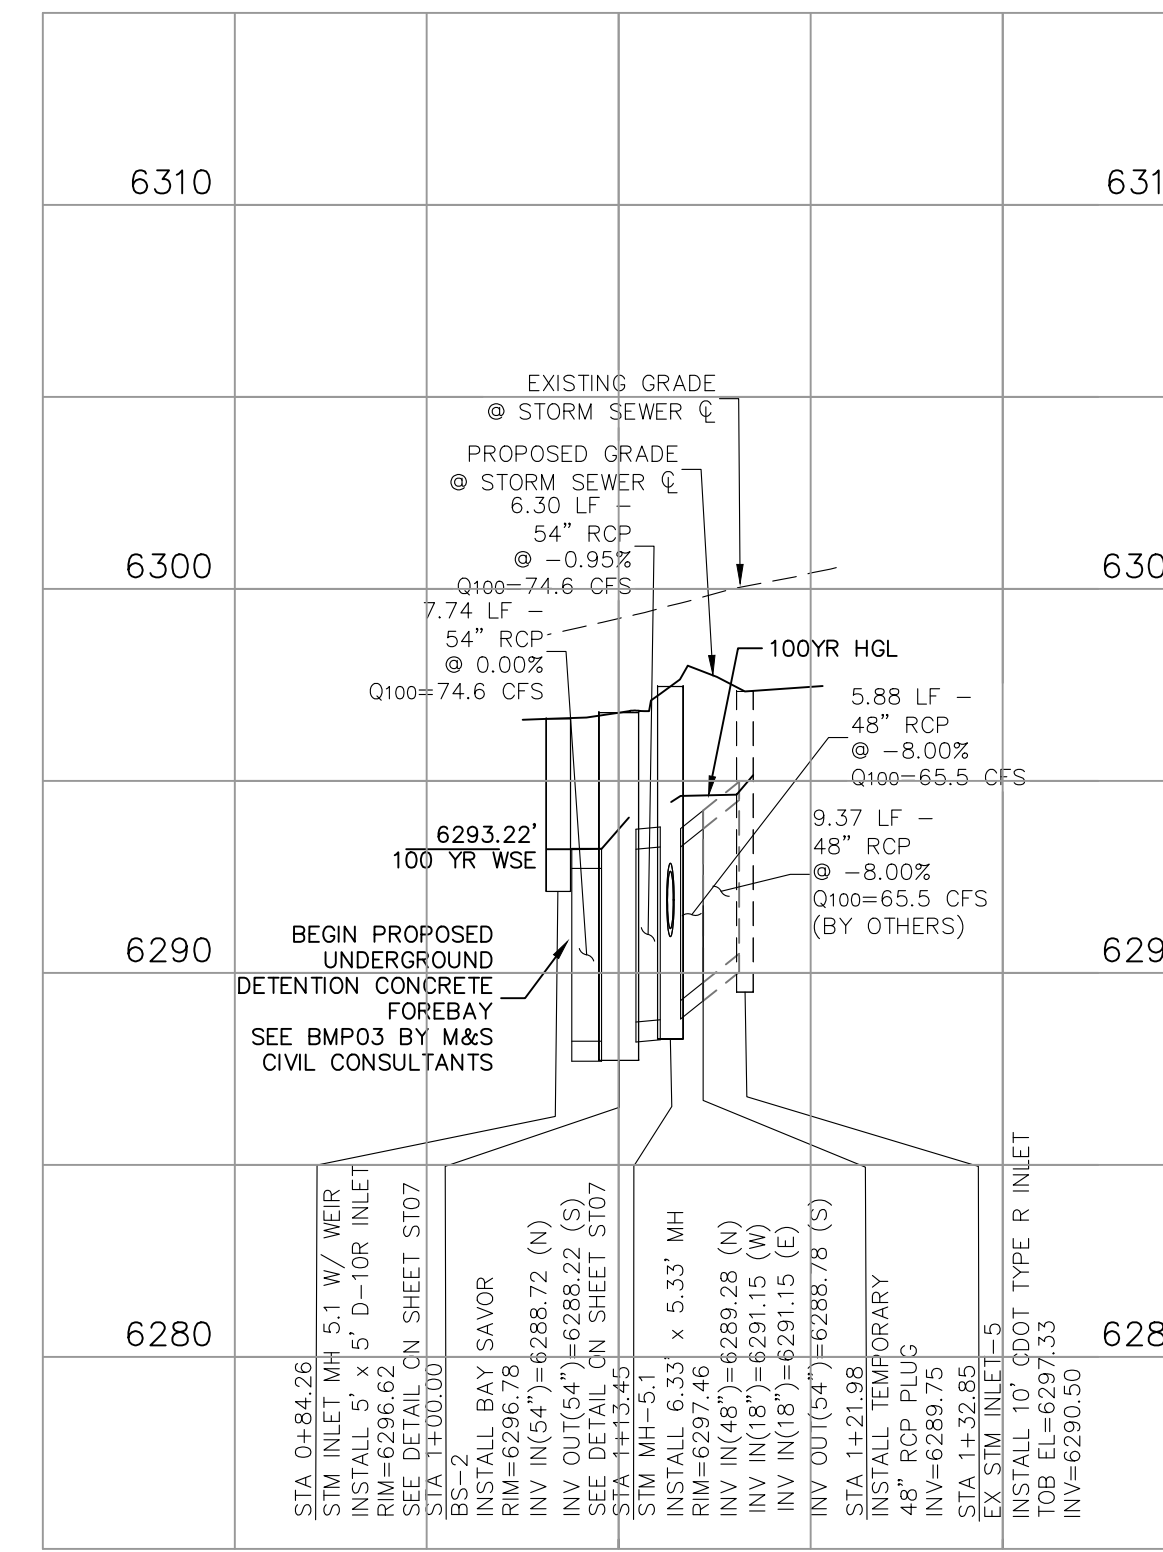 6310
631
EXISTING GRADE
@ STORM SEWER ℄
PROPOSED GRADE
@ STORM SEWER ℄
6.30 LF -
54" RCP
@ -0.95%
Q100=74.6 CFS
6300
630
7.74 LF -
54" RCP
@ 0.00%
Q100=74.6 CFS
100YR HGL
5.88 LF -
48" RCP
@ -8.00%
Q100=65.5 CFS
9.37 LF -
48" RCP
@ -8.00%
Q100=65.5 CFS
(BY OTHERS)
6293.22'
100 YR WSE
BEGIN PROPOSED
UNDERGROUND
DETENTION CONCRETE
FOREBAY
SEE BMP03 BY M&S
CIVIL CONSULTANTS
6290
629
6280
628
STA 0+84.26
STM INLET MH 5.1 W/ WEIR
INSTALL 5' x 5' D-10R INLET
RIM=6296.62
SEE DETAIL ON SHEET ST07
STA 1+00.00
BS-2
INSTALL BAY SAVOR
RIM=6296.78
INV IN(54")=6288.72 (N)
INV OUT(54")=6288.22 (S)
SEE DETAIL ON SHEET ST07
STA 1+13.45
STM MH-5.1
INSTALL 6.33' x 5.33' MH
RIM=6297.46
INV IN(48")=6289.28 (N)
INV IN(18")=6291.15 (W)
INV IN(18")=6291.15 (E)
INV OUT(54")=6288.78 (S)
STA 1+21.98
INSTALL TEMPORARY
48" RCP PLUG
INV=6289.75
STA 1+32.85
EX STM INLET-5
INSTALL 10' CDOT TYPE R INLET
TOB EL=6297.33
INV=6290.50